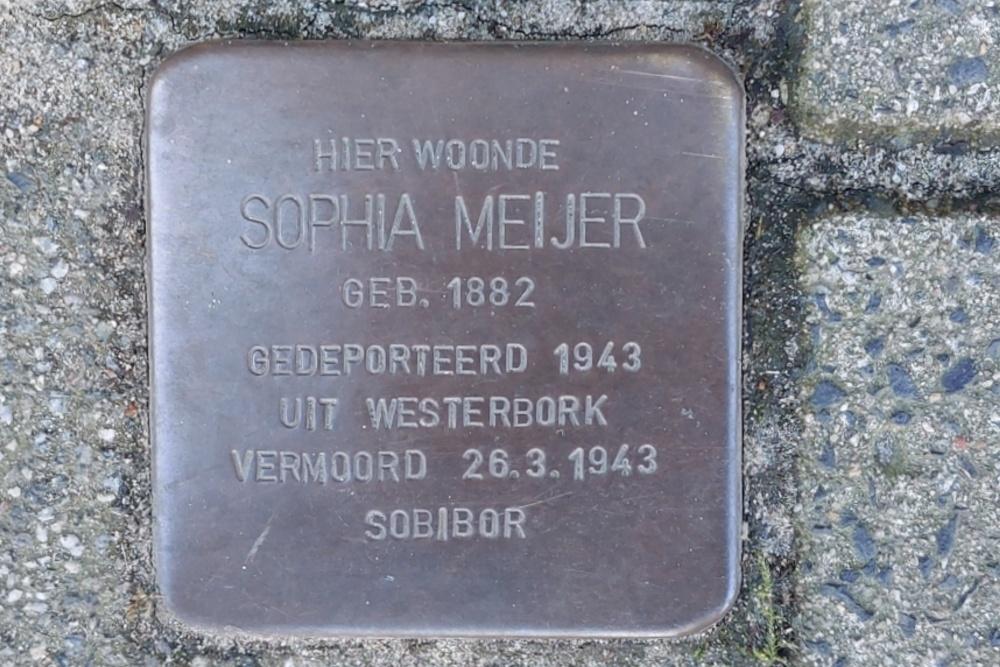 HIER WOONDE
SOPHIA MEIJER
GEB. 1882
GEDEPORTEERD 1943
UIT WESTERBORK
VERMOORD 26.3.1943
SOBIBOR